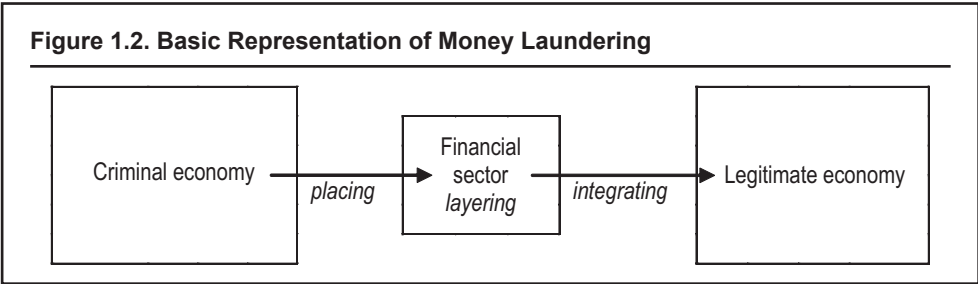 Figure 1.2. Basic Representation of Money Laundering
Criminal economy
placing
Financial
sector
layering
integrating
Legitimate economy